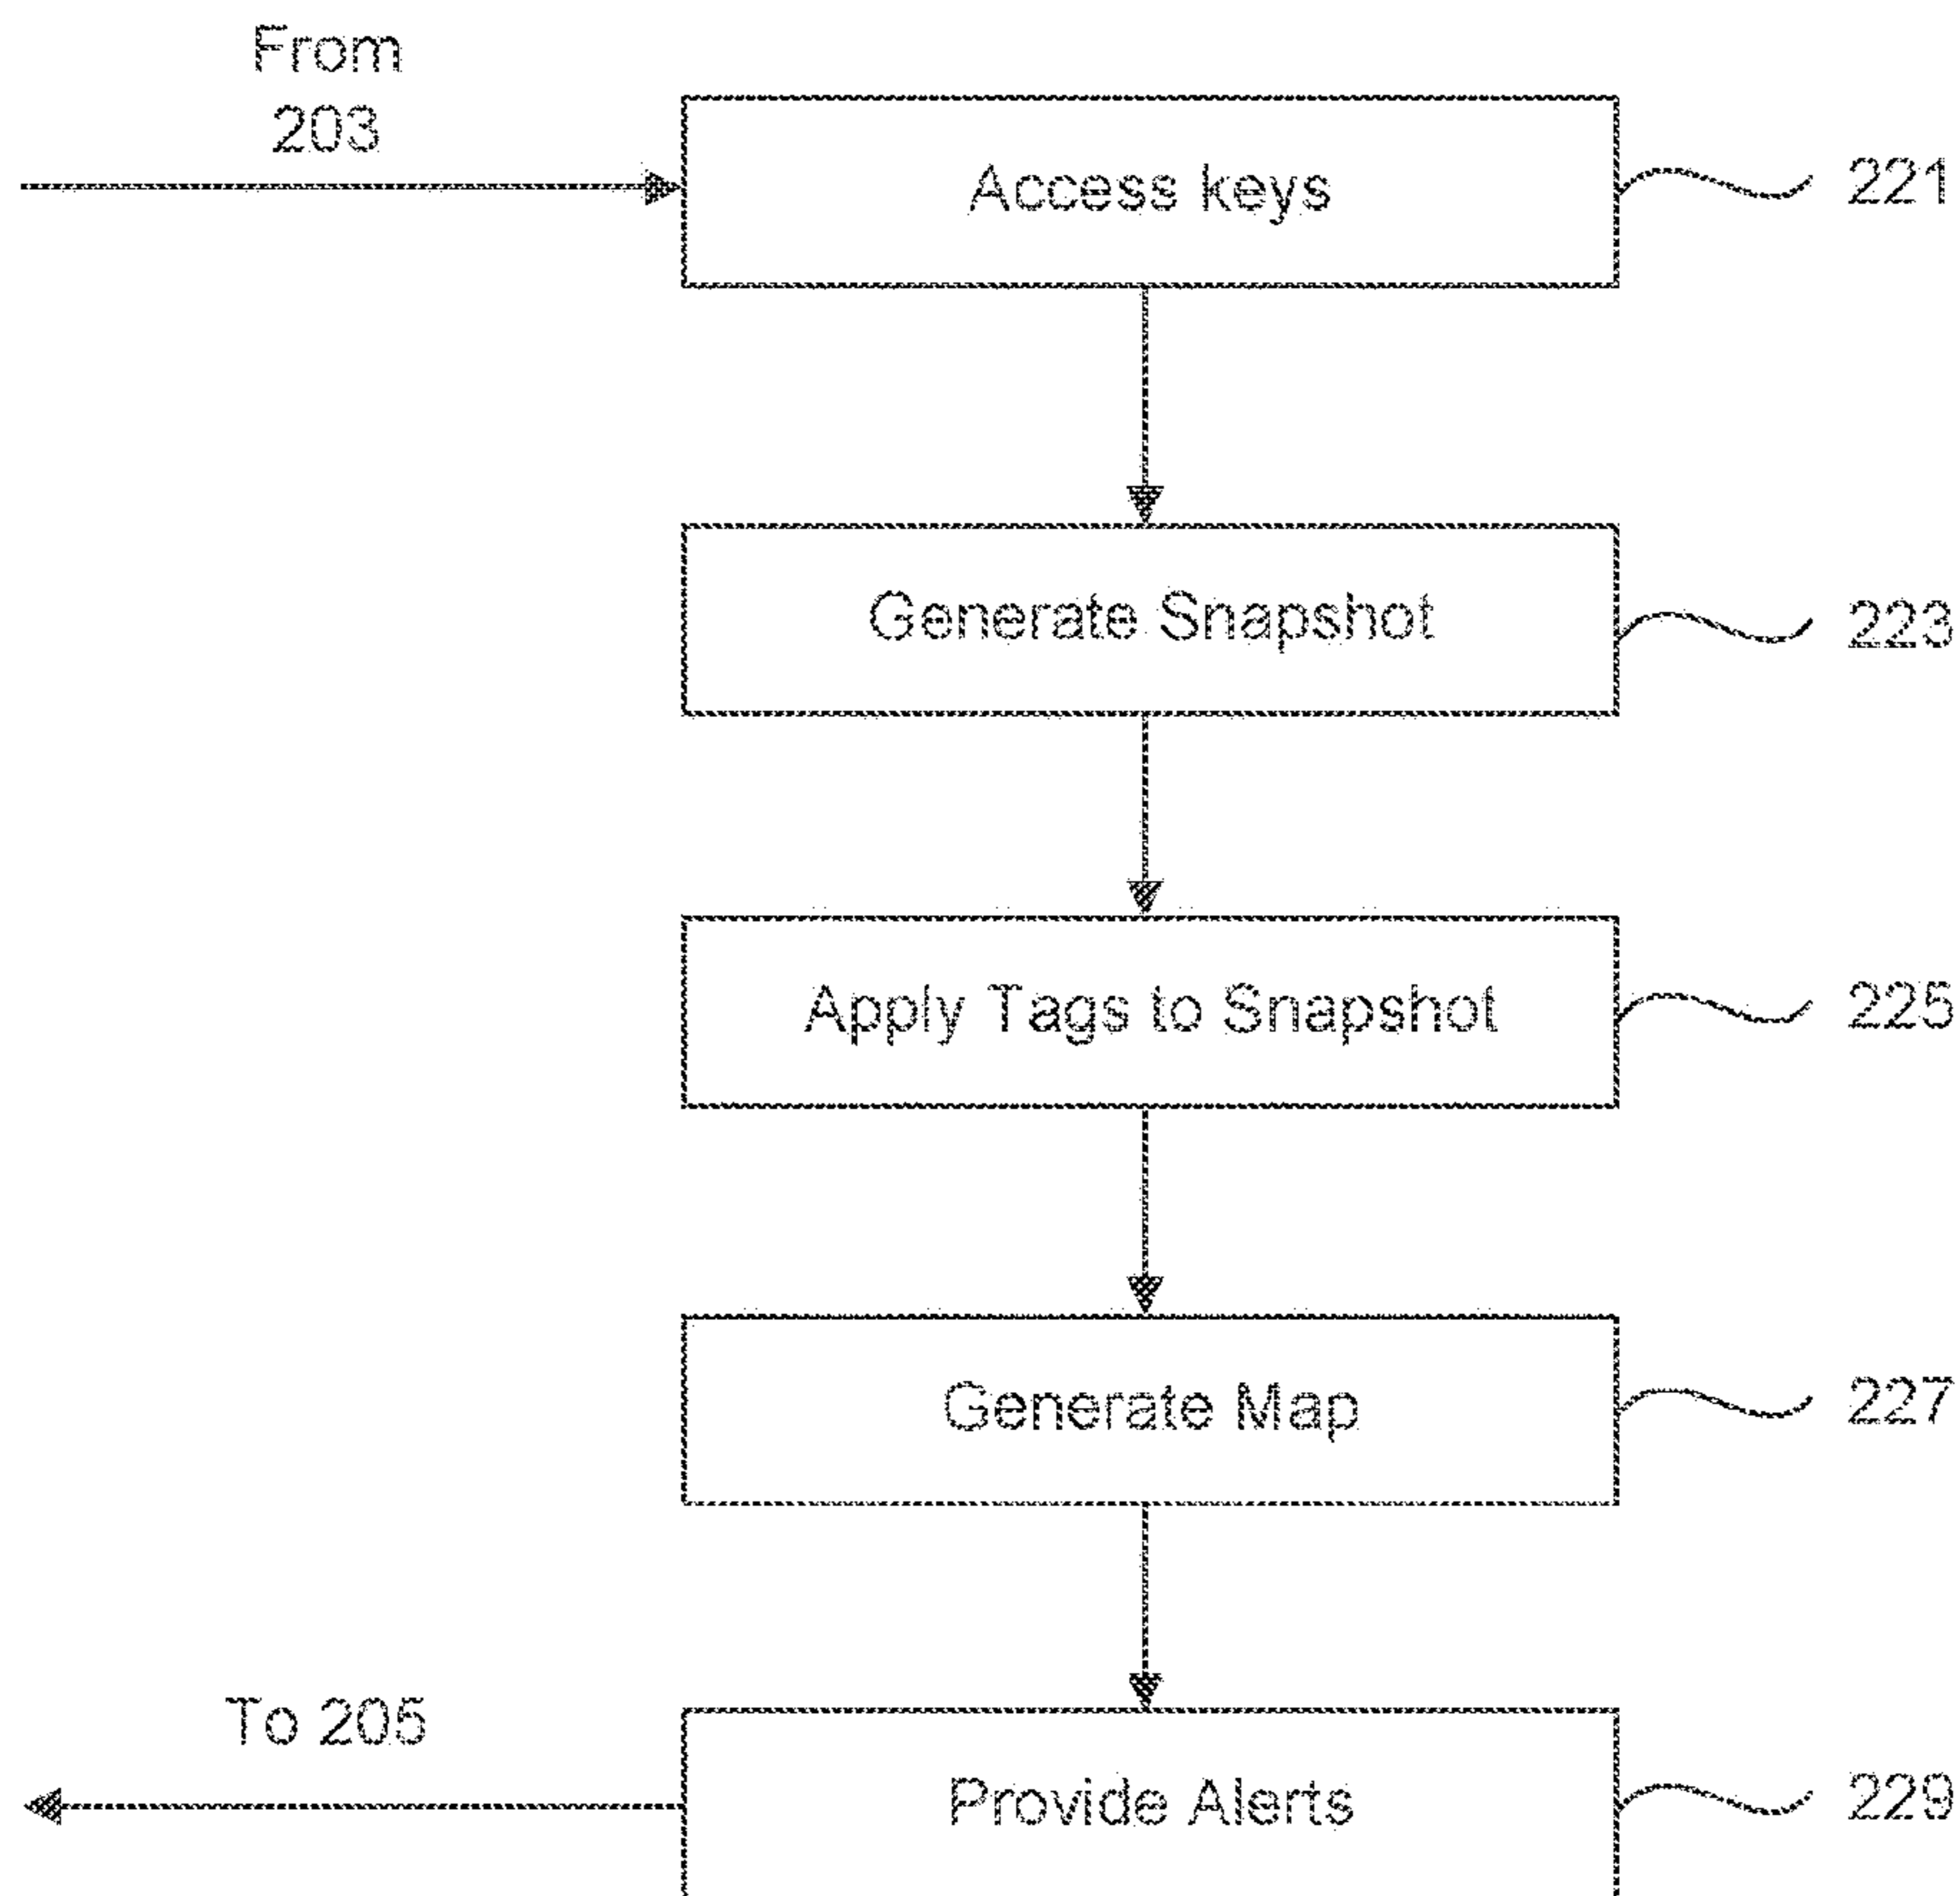 From
203
Access keys
221
Generate Snapshot
223
Apply Tags to Snapshot
225
Generate Map
227
To 205
Provide Alerts
229